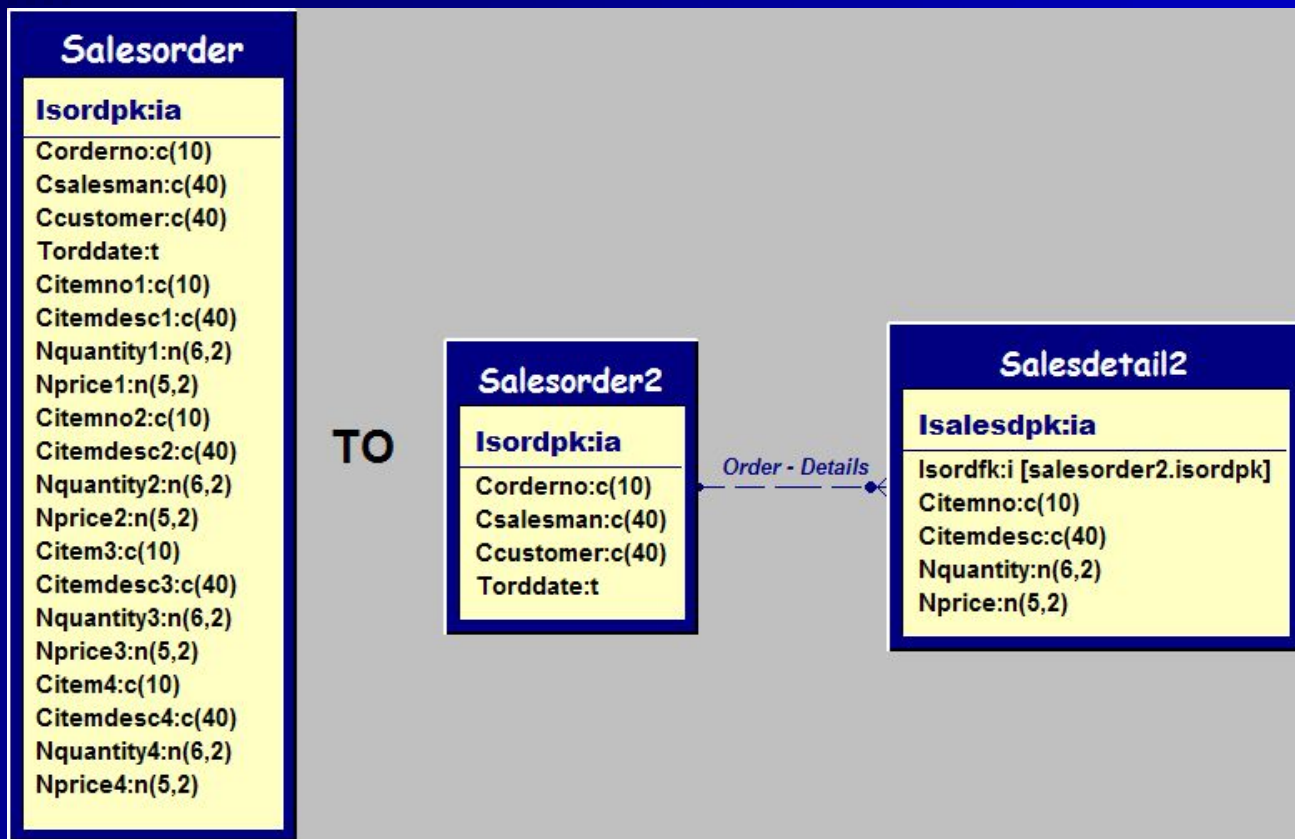 Salesorder
Isordpk:ia
Corderno:c(10)
Csalesman:c(40)
Ccustomer:c(40)
Torddate:t
Citemno1:c(10)
Citemdesc1:c(40)
Nquantity1:n(6,2)
Nprice1:n(5,2)
Citemno2:c(10)
Citemdesc2:c(40)
Nquantity2:n(6,2)
Nprice2:n(5,2)
Citem3:c(10)
Citemdesc3:c(40)
Nquantity3:n(6,2)
Nprice3:n(5,2)
Citem4:c(10)
Citemdesc4:c(40)
Nquantity4:n(6,2)
Nprice4:n(5,2)
TO
Salesorder2
Isordpk:ia
Corderno:c(10)
Csalesman:c(40)
Ccustomer:c(40)
Torddate:t
Order - Details
Salesdetail2
Isalesdpk:ia
Isordfk:i [salesorder2.isordpk]
Citemno:c(10)
Citemdesc:c(40)
Nquantity:n(6,2)
Nprice:n(5,2)